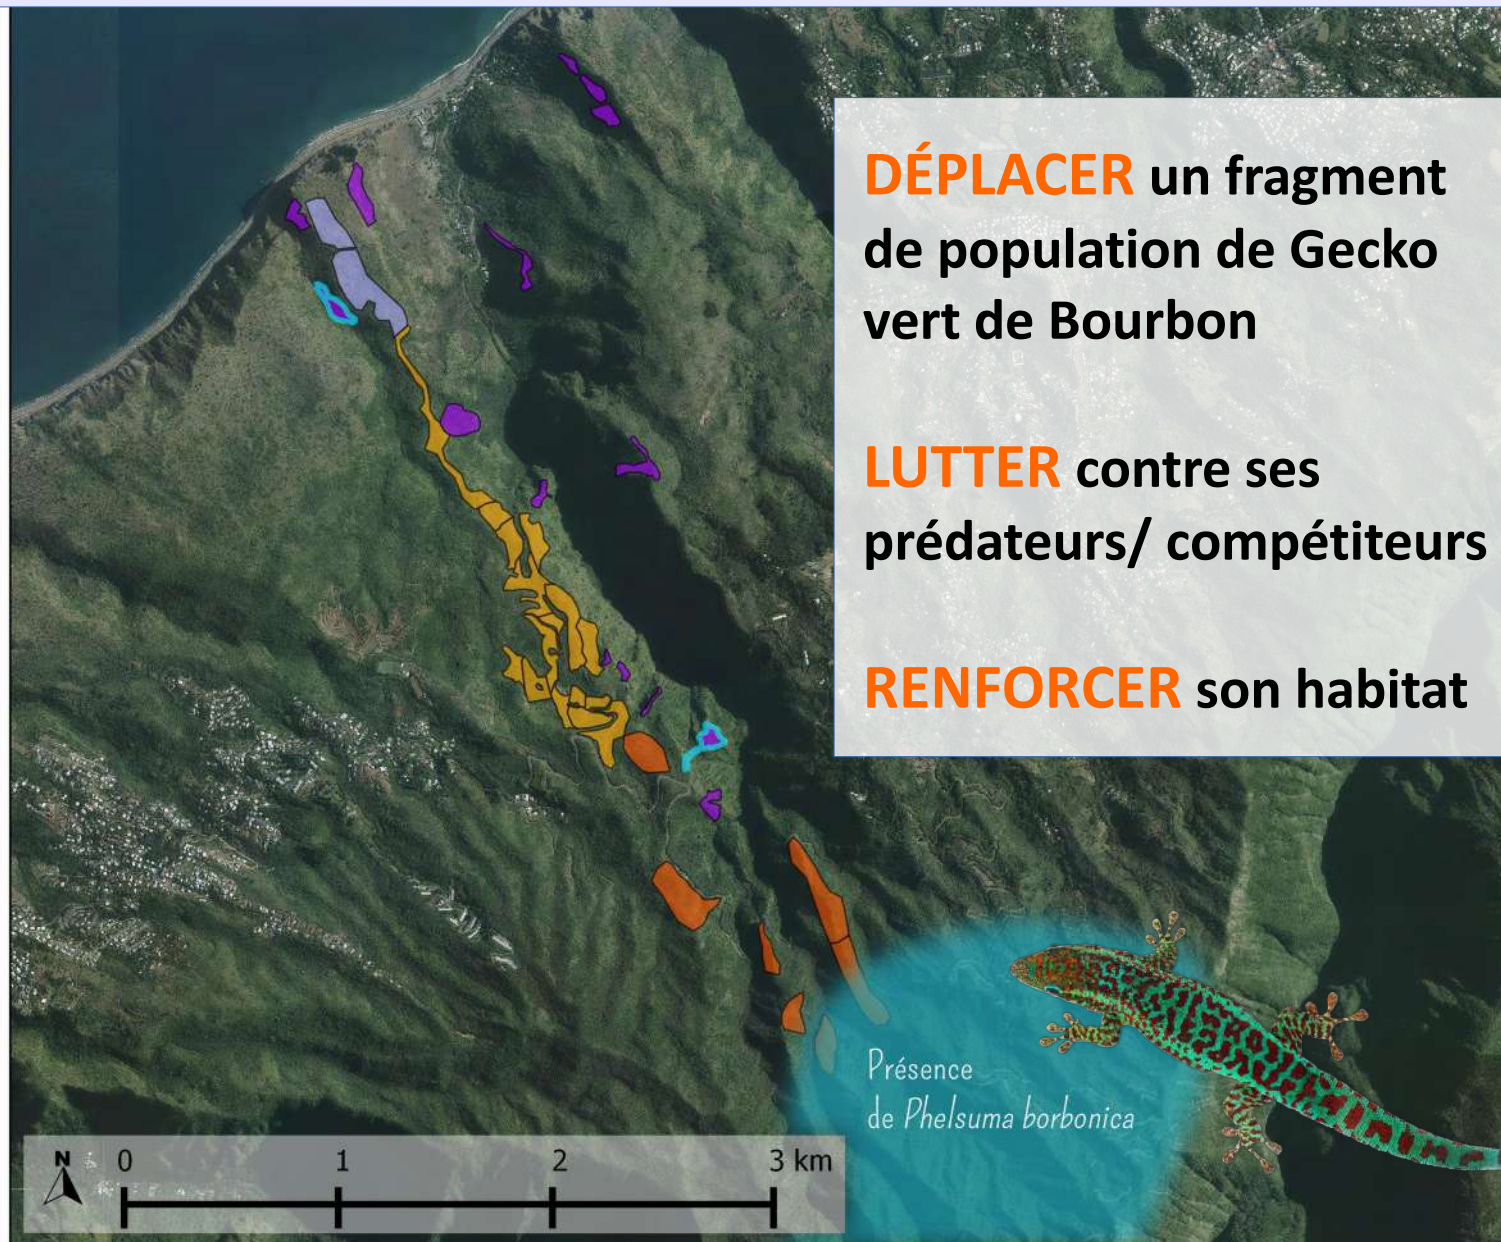 DÉPLACER un fragment
de population de Gecko
vert de Bourbon
LUTTER contre ses
prédateurs/ compétiteurs
RENFORCER son habitat
Présence
de Phelsuma borbonica
N 0 1 2 3 km